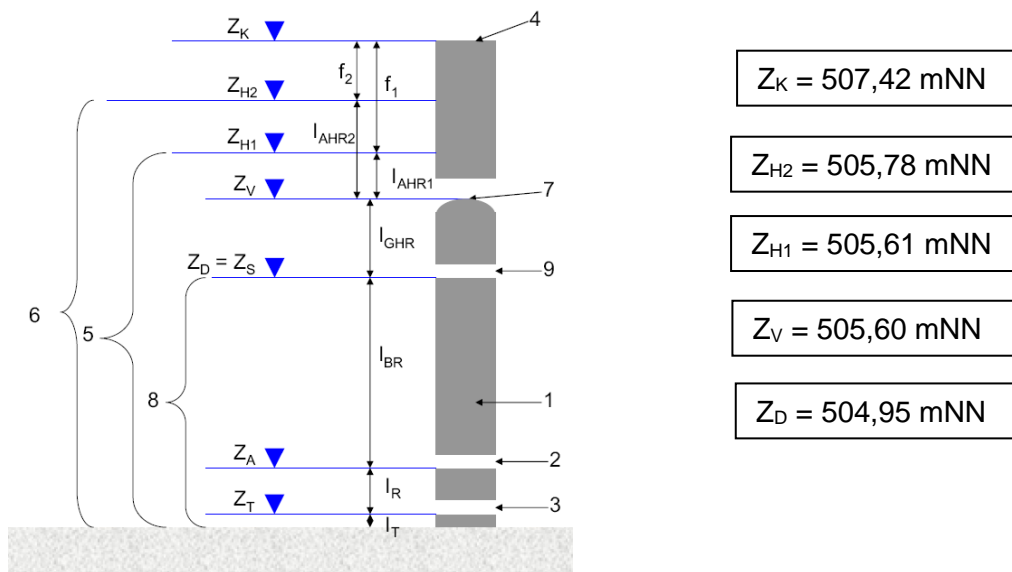 Z_K
4
f_2
f_1
Z_H2
I_AHR2
Z_H1
I_AHR1
Z_V
7
I_GHR
Z_D = Z_S
9
6
5
I_BR
8
1
Z_A
2
I_R
Z_T
3
I_T
Z_K = 507,42 mNN
Z_H2 = 505,78 mNN
Z_H1 = 505,61 mNN
Z_V = 505,60 mNN
Z_D = 504,95 mNN